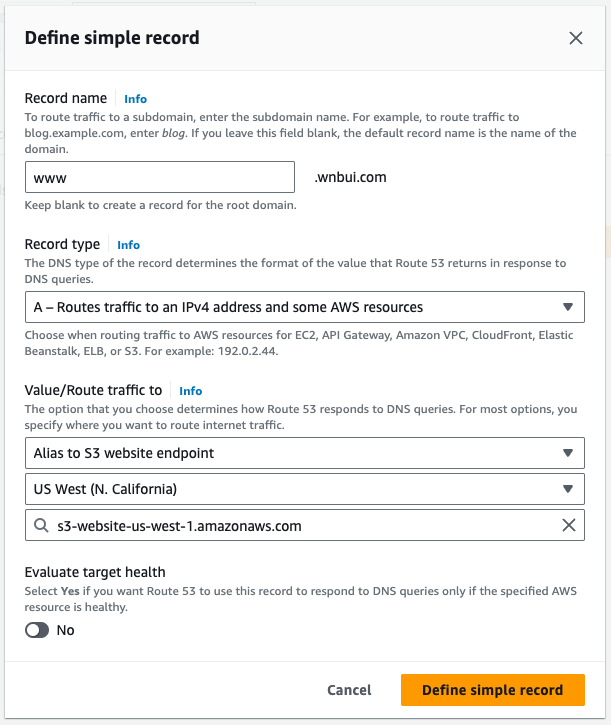 Define simple record
Record name Info
To route traffic to a subdomain, enter the subdomain name. For example, to route traffic to
blog.example.com, enter blog. If you leave this field blank, the default record name is the name of the
domain.
www .wnbui.com
Keep blank to create a record for the root domain.
Record type Info
The DNS type of the record determines the format of the value that Route 53 returns in response to
DNS queries.
A – Routes traffic to an IPv4 address and some AWS resources
Choose when routing traffic to AWS resources for EC2, API Gateway, Amazon VPC, CloudFront, Elastic
Beanstalk, ELB, or S3. For example: 192.0.2.44.
Value/Route traffic to Info
The option that you choose determines how Route 53 responds to DNS queries. For most options, you
specify where you want to route internet traffic.
Alias to S3 website endpoint
US West (N. California)
s3-website-us-west-1.amazonaws.com
Evaluate target health
Select Yes if you want Route 53 to use this record to respond to DNS queries only if the specified AWS
resource is healthy.
No
Cancel Define simple record